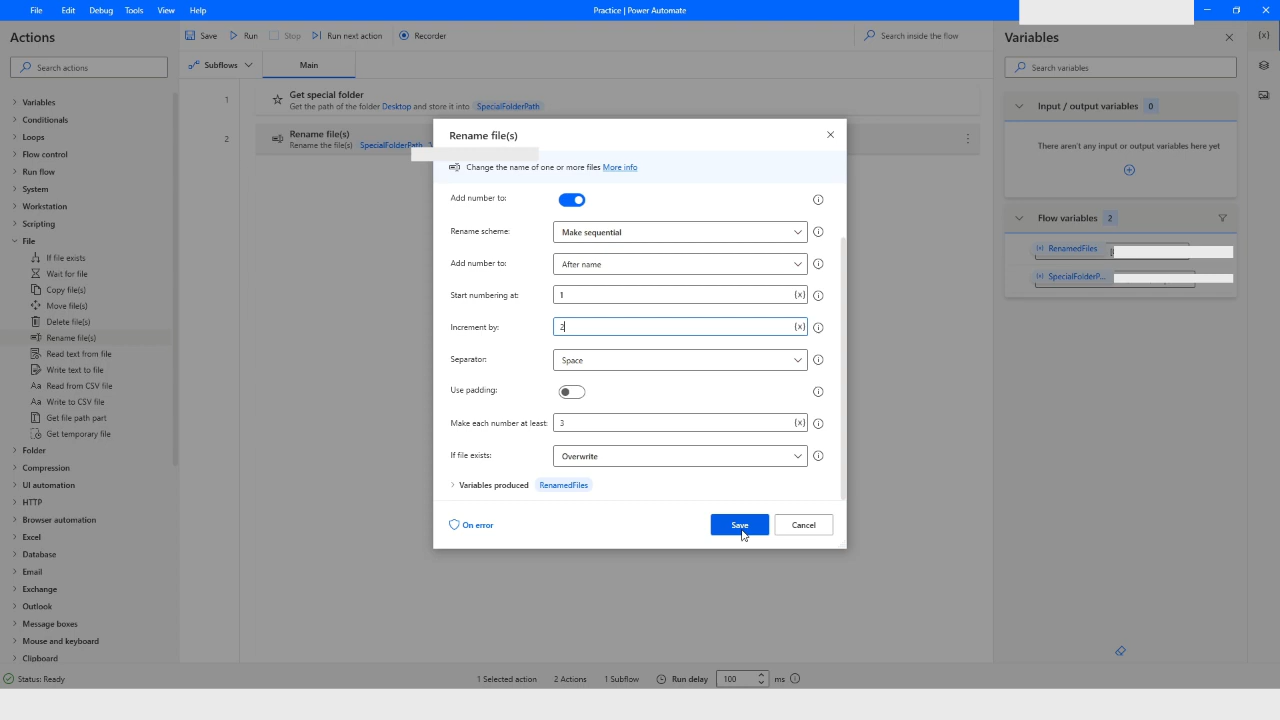 File Edit Debug Tools View Help Practice | Power Automate
Actions
Search actions
Variables
Conditionals
Loops
Flow control
Run flow
System
Workstation
Scripting
File
If file exists
Wait for file
Copy file(s)
Move file(s)
Delete file(s)
Rename file(s)
Read text from file
Write text to file
Read from CSV file
Write to CSV file
Get file path part
Get temporary file
Folder
Compression
UI automation
HTTP
Browser automation
Excel
Database
Email
Exchange
Outlook
Message boxes
Mouse and keyboard
Clipboard
Save Run Stop Run next action Recorder Search inside the flow
Subflows Main
1 Get special folder
Get the path of the folder Desktop and store it into SpecialFolderPath
2 Rename file(s)
Rename the file(s) SpecialFolderPath
Rename file(s)
Change the name of one or more files More info
Add number to:
Rename scheme: Make sequential
Add number to: After name
Start numbering at: 1 {x}
Increment by: 2 {x}
Separator: Space
Use padding:
Make each number at least: 3 {x}
If file exists: Overwrite
Variables produced RenamedFiles
On error Save Cancel
Variables {x}
Search variables
Input / output variables 0
There aren't any input or output variables here yet
Flow variables 2
(x) RenamedFiles
(x) SpecialFolderP...
Status: Ready 1 Selected action 2 Actions 1 Subflow Run delay 100 ms